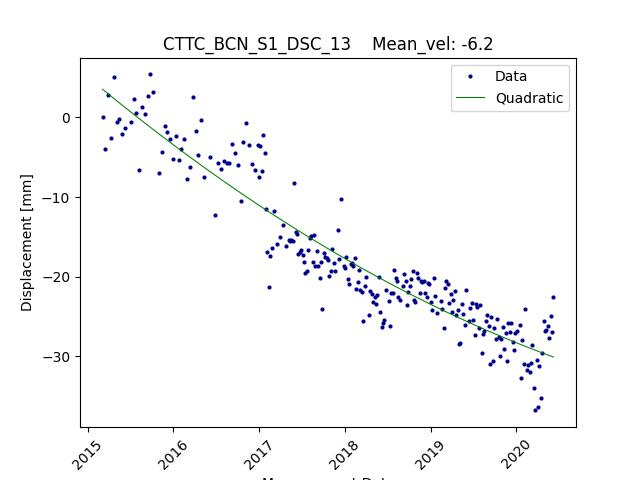 CTTC_BCN_S1_DSC_13    Mean_vel: -6.2
Data
Quadratic
Displacement [mm]
0
−10
−20
−30
2015
2016
2017
2018
2019
2020